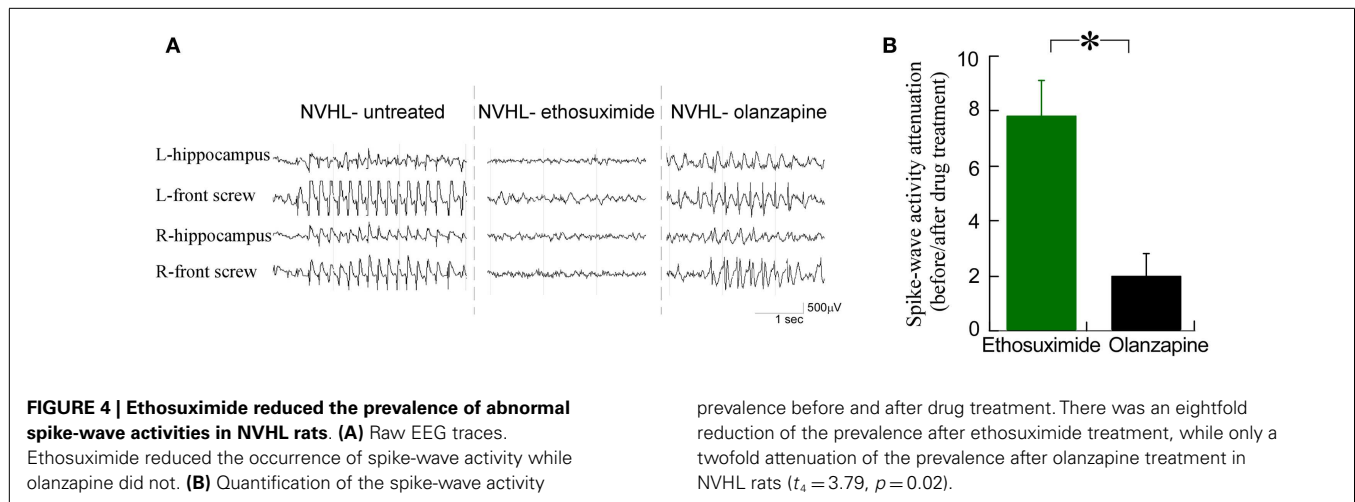 A
NVHL- untreated
NVHL- ethosuximide
NVHL- olanzapine
L-hippocampus
L-front screw
R-hippocampus
R-front screw
500µV
1 sec
B
*
Spike-wave activity attenuation
(before/after drug treatment)
10
8
6
4
2
0
Ethosuximide
Olanzapine
FIGURE 4 | Ethosuximide reduced the prevalence of abnormal
spike-wave activities in NVHL rats. (A) Raw EEG traces.
Ethosuximide reduced the occurrence of spike-wave activity while
olanzapine did not. (B) Quantification of the spike-wave activity
prevalence before and after drug treatment. There was an eightfold
reduction of the prevalence after ethosuximide treatment, while only a
twofold attenuation of the prevalence after olanzapine treatment in
NVHL rats (t₄ = 3.79, p = 0.02).